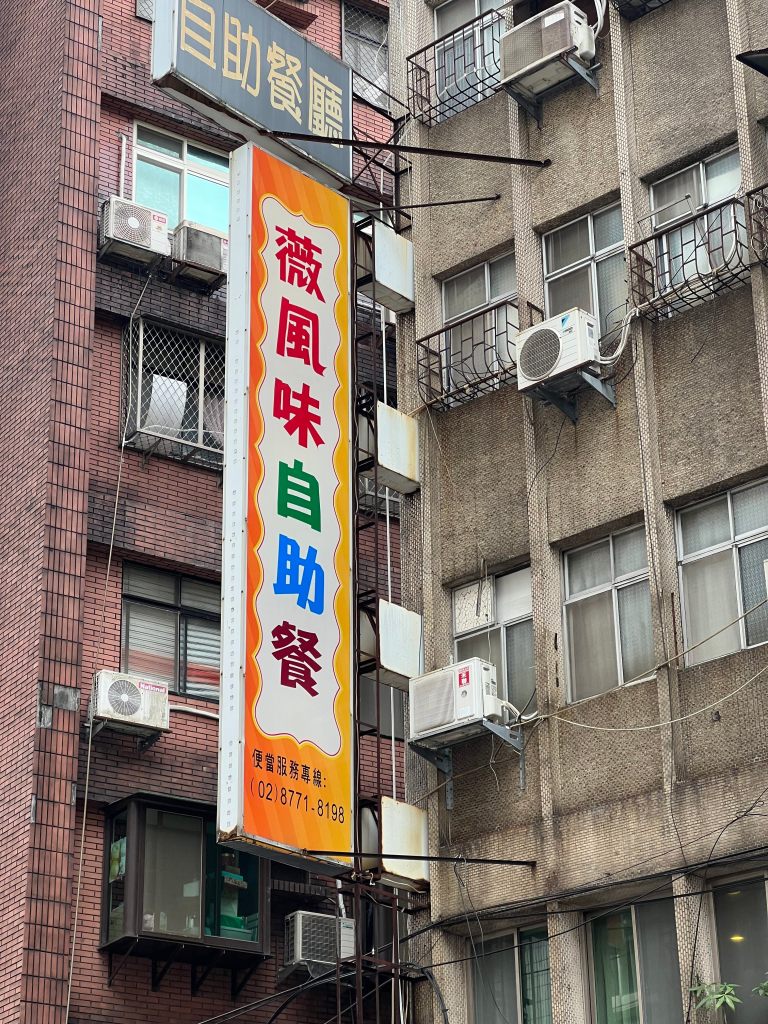 自助餐廳
薇風味自助餐
便當服務專線:
(02)8771-8198
National